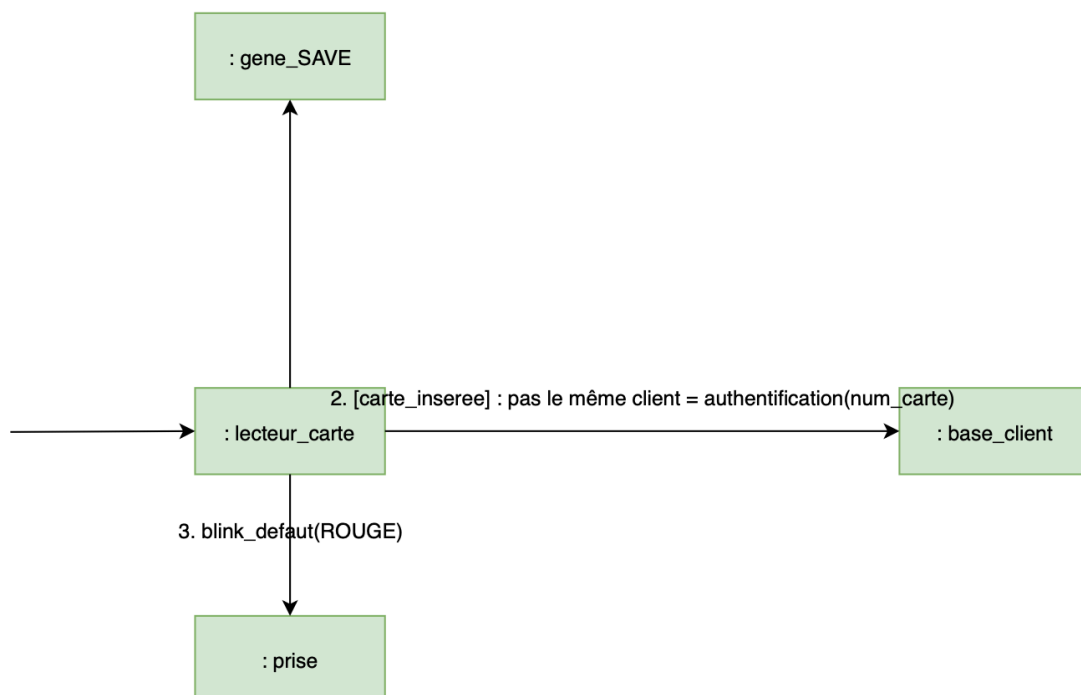 : gene_SAVE
2. [carte_inseree] : pas le même client = authentification(num_carte)
: lecteur_carte
: base_client
3. blink_defaut(ROUGE)
: prise